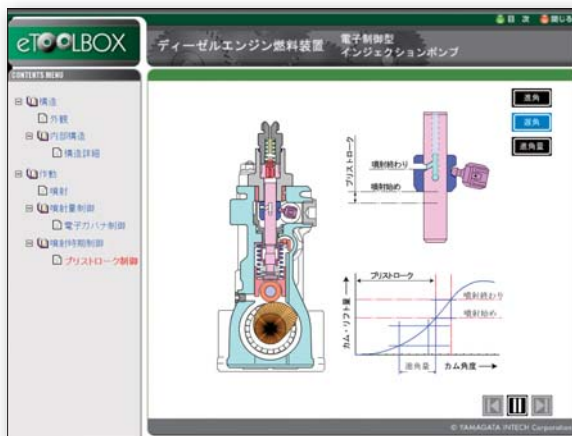 目次 閉じる
eTOOLBOX
ディーゼルエンジン燃料装置
電子制御型
インジェクションポンプ
CONTENTS MENU
構造
外観
内部構造
構造詳細
作動
噴射
噴射量制御
電子ガバナ制御
噴射時期制御
プリストローク制御
進角
遅角
進角量
プリストローク
噴射終わり
噴射始め
プリストローク
噴射終わり
噴射始め
カム・リフト量
進角量
カム角度
© YAMAGATA INTECH Corporation